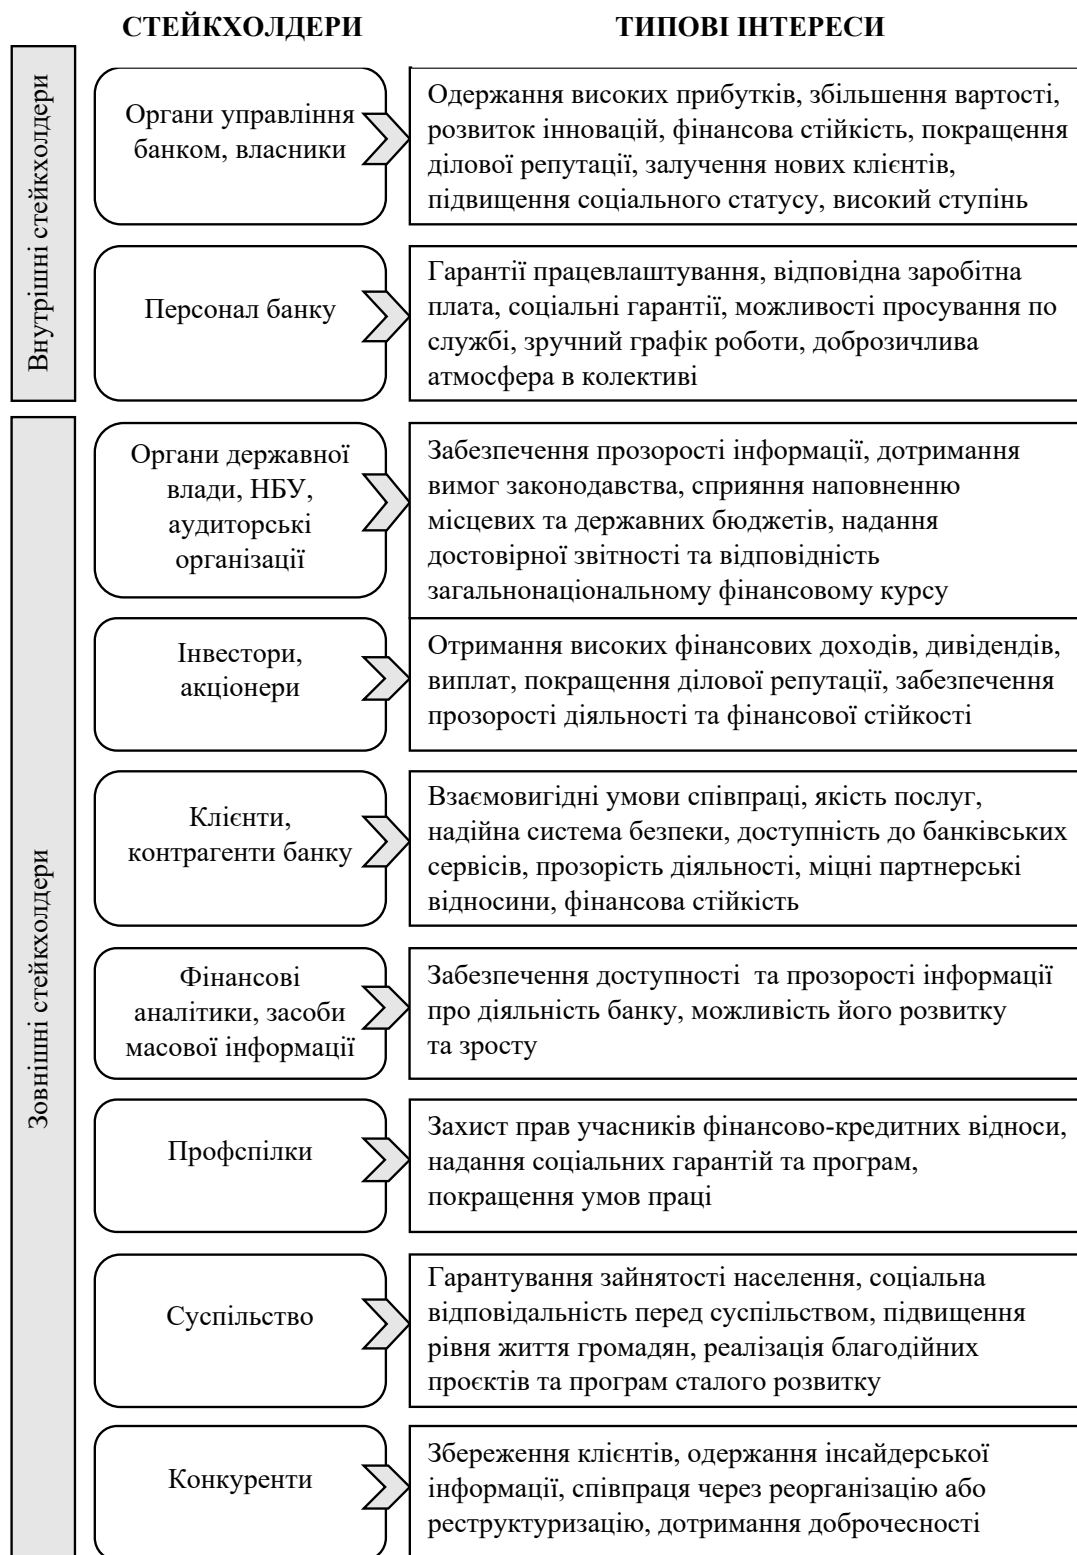 СТЕЙКХОЛДЕРИ
ТИПОВІ ІНТЕРЕСИ
Внутрішні стейкхолдери
Органи управління
банком, власники
Одержання високих прибутків, збільшення вартості,
розвиток інновацій, фінансова стійкість, покращення
ділової репутації, залучення нових клієнтів,
підвищення соціального статусу, високий ступінь
Персонал банку
Гарантії працевлаштування, відповідна заробітна
плата, соціальні гарантії, можливості просування по
службі, зручний графік роботи, доброзичлива
атмосфера в колективі
Зовнішні стейкхолдери
Органи державної
влади, НБУ,
аудиторські
організації
Забезпечення прозорості інформації, дотримання
вимог законодавства, сприяння наповненню
місцевих та державних бюджетів, надання
достовірної звітності та відповідність
загальнонаціональному фінансовому курсу
Інвестори,
акціонери
Отримання високих фінансових доходів, дивідендів,
виплат, покращення ділової репутації, забезпечення
прозорості діяльності та фінансової стійкості
Клієнти,
контрагенти банку
Взаємовигідні умови співпраці, якість послуг,
надійна система безпеки, доступність до банківських
сервісів, прозорість діяльності, міцні партнерські
відносини, фінансова стійкість
Фінансові
аналітики, засоби
масової інформації
Забезпечення доступності та прозорості інформації
про діяльність банку, можливість його розвитку
та зросту
Профспілки
Захист прав учасників фінансово-кредитних відноси,
надання соціальних гарантій та програм,
покращення умов праці
Суспільство
Гарантування зайнятості населення, соціальна
відповідальність перед суспільством, підвищення
рівня життя громадян, реалізація благодійних
проєктів та програм сталого розвитку
Конкуренти
Збереження клієнтів, одержання інсайдерської
інформації, співпраця через реорганізацію або
реструктуризацію, дотримання доброчесності